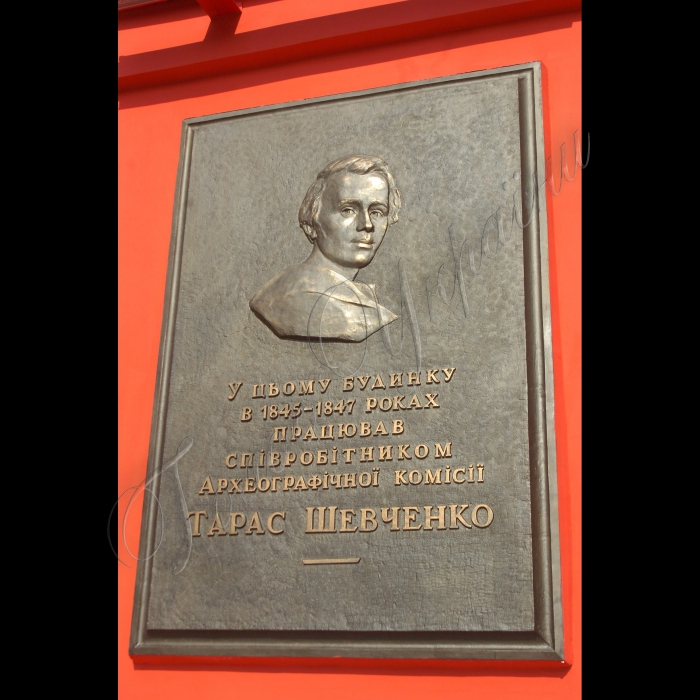 У ЦЬОМУ БУДИНКУ
В 1845-1847 РОКАХ
ПРАЦЮВАВ
СПІВРОБІТНИКОМ
АРХЕОГРАФІЧНОЇ КОМІСІЇ
ТАРАС ШЕВЧЕНКО